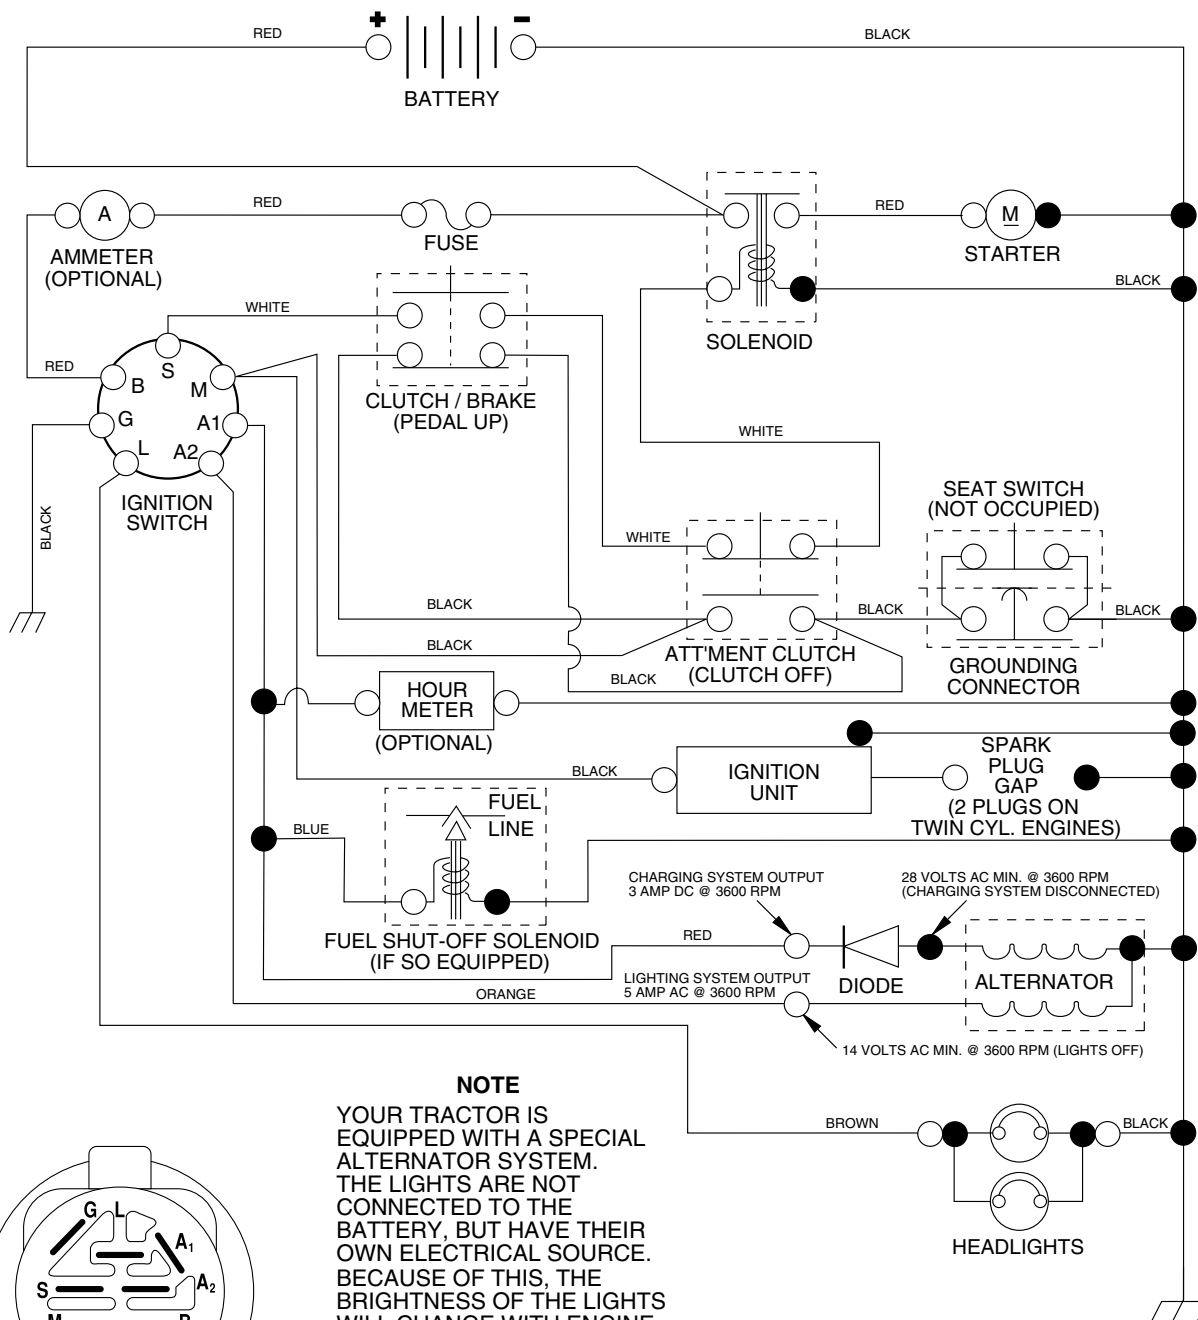 +
−
RED
BLACK
BATTERY
A
RED
FUSE
RED
M
STARTER
AMMETER
(OPTIONAL)
BLACK
WHITE
SOLENOID
RED
S
B
M
CLUTCH / BRAKE
(PEDAL UP)
G
A1
WHITE
L
A2
SEAT SWITCH
(NOT OCCUPIED)
IGNITION
SWITCH
BLACK
WHITE
BLACK
BLACK
BLACK
BLACK
ATT'MENT CLUTCH
(CLUTCH OFF)
GROUNDING
CONNECTOR
BLACK
HOUR
METER
(OPTIONAL)
BLACK
IGNITION
UNIT
SPARK
PLUG
GAP
(2 PLUGS ON
TWIN CYL. ENGINES)
FUEL
LINE
BLUE
CHARGING SYSTEM OUTPUT
3 AMP DC @ 3600 RPM
28 VOLTS AC MIN. @ 3600 RPM
(CHARGING SYSTEM DISCONNECTED)
FUEL SHUT-OFF SOLENOID
(IF SO EQUIPPED)
RED
DIODE
ALTERNATOR
LIGHTING SYSTEM OUTPUT
5 AMP AC @ 3600 RPM
ORANGE
14 VOLTS AC MIN. @ 3600 RPM (LIGHTS OFF)
NOTE
YOUR TRACTOR IS
EQUIPPED WITH A SPECIAL
ALTERNATOR SYSTEM.
THE LIGHTS ARE NOT
CONNECTED TO THE
BATTERY, BUT HAVE THEIR
OWN ELECTRICAL SOURCE.
BECAUSE OF THIS, THE
BRIGHTNESS OF THE LIGHTS
WILL CHANGE WITH ENGINE
BROWN
BLACK
HEADLIGHTS
G L
A1
S
A2
M
B